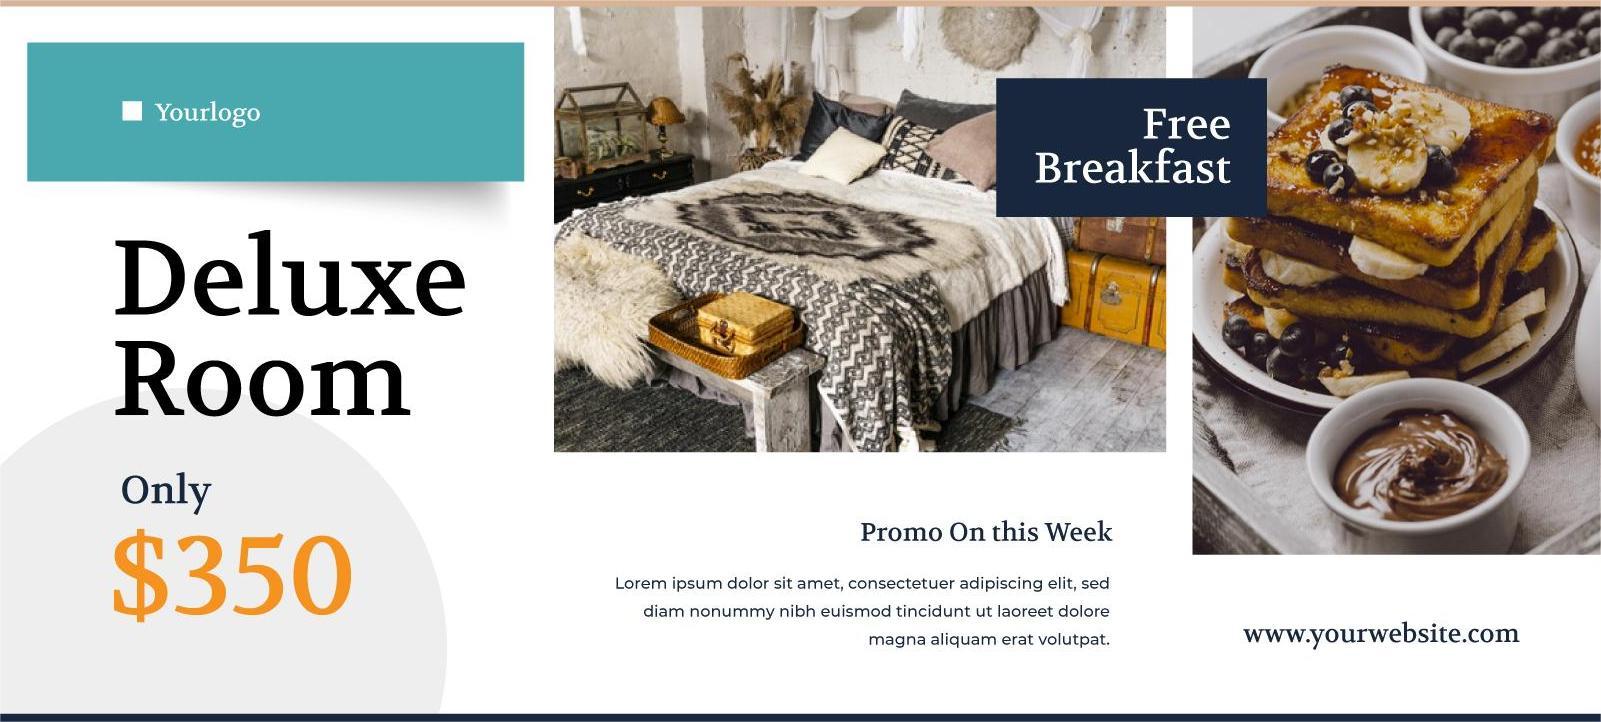 Yourlogo
Deluxe
Room
Only
$350
Free
Breakfast
Promo On this Week
Lorem ipsum dolor sit amet, consectetuer adipiscing elit, sed
diam nonummy nibh euismod tincidunt ut laoreet dolore
magna aliquam erat volutpat.
www.yourwebsite.com